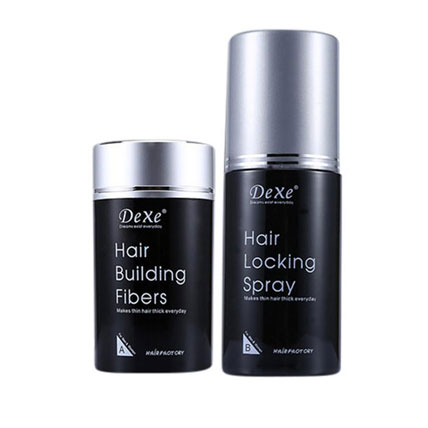 DeXe®
Dreams exist everyday.
Hair
Building
Fibers
Makes thin hair thick everyday
A
HAIRFACTORY
DeXe®
Dreams exist everyday.
Hair
Locking
Spray
Makes thin hair thick everyday
B
HAIRFACTORY